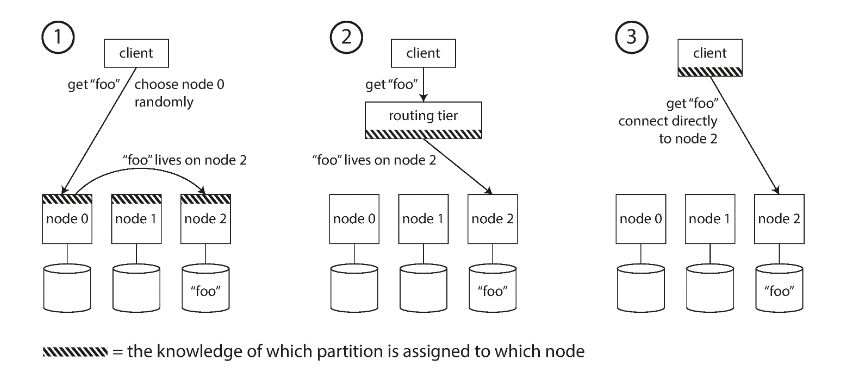 1
client
get “foo”
choose node 0
randomly
“foo” lives on node 2
node 0
node 1
node 2
“foo”
2
client
get “foo”
routing tier
“foo” lives on node 2
node 0
node 1
node 2
“foo”
3
client
get “foo”
connect directly
to node 2
node 0
node 1
node 2
“foo”
= the knowledge of which partition is assigned to which node